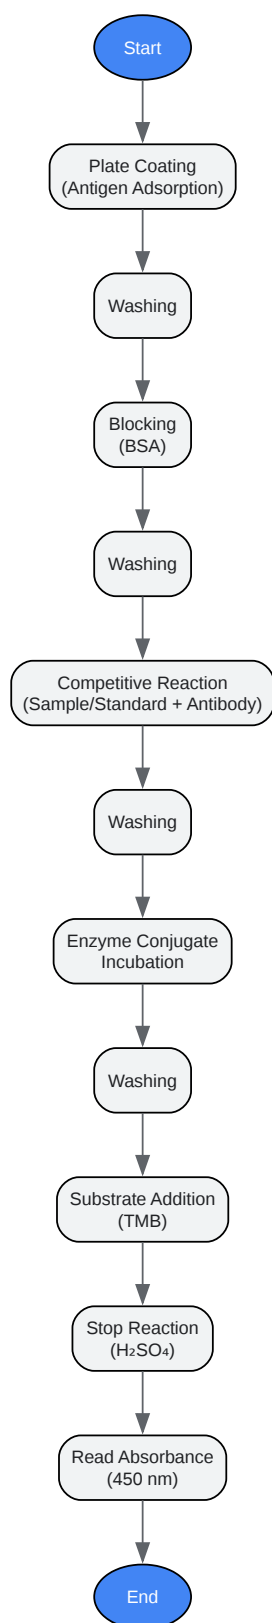 Start
Plate Coating
(Antigen Adsorption)
Washing
Blocking
(BSA)
Washing
Competitive Reaction
(Sample/Standard + Antibody)
Washing
Enzyme Conjugate
Incubation
Washing
Substrate Addition
(TMB)
Stop Reaction
(H₂SO₄)
Read Absorbance
(450 nm)
End